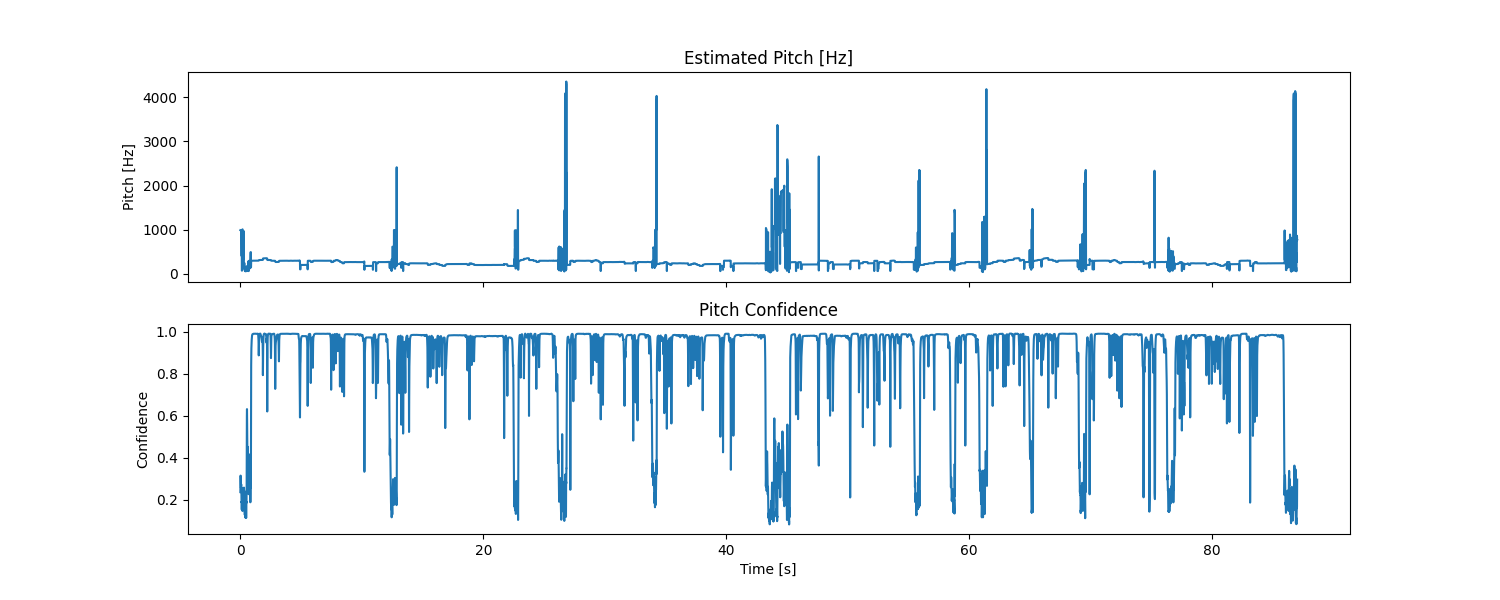 Estimated Pitch [Hz]
Pitch [Hz]
4000
3000
2000
1000
0
Pitch Confidence
Confidence
1.0
0.8
0.6
0.4
0.2
0 20 40 60 80
Time [s]